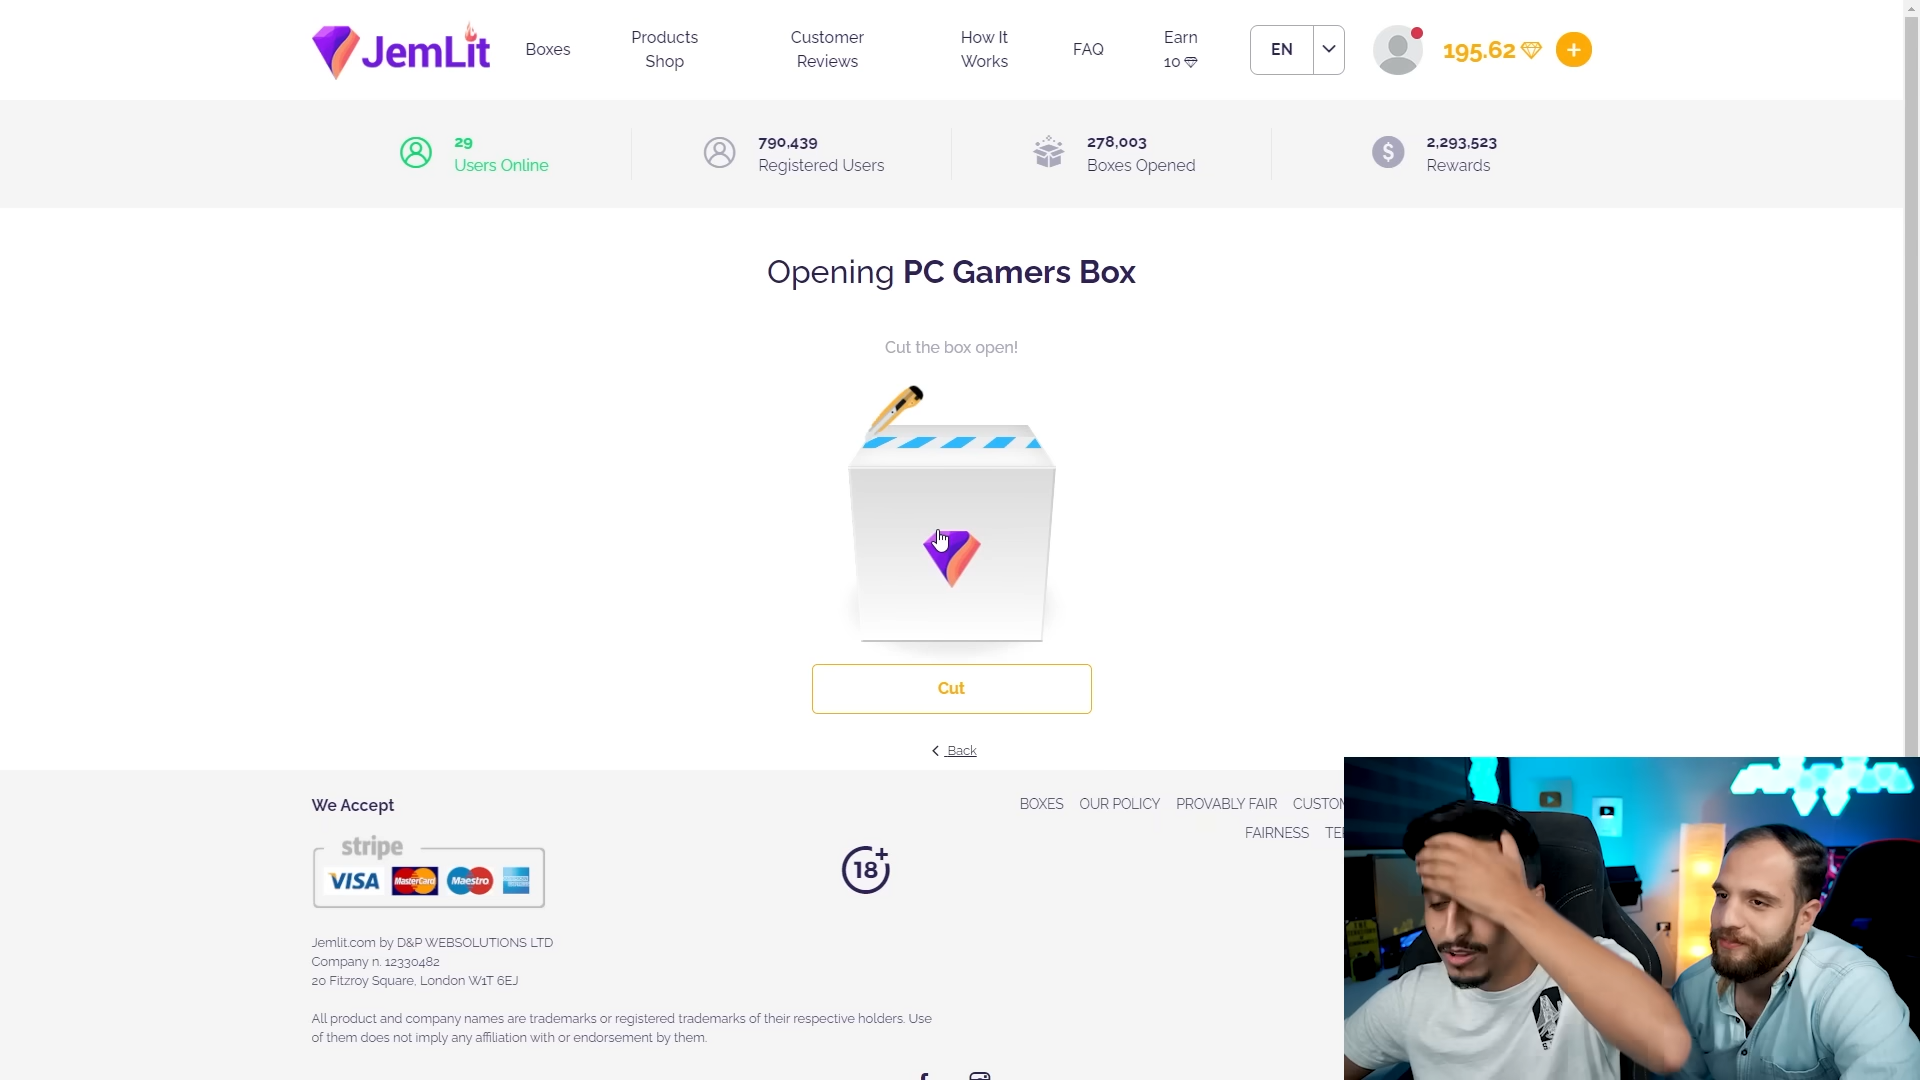 JemLit
Boxes
Products
Shop
Customer
Reviews
How It
Works
FAQ
Earn
10
EN
195.62
+
29
Users Online
790,439
Registered Users
278,003
Boxes Opened
2,293,523
Rewards
Opening PC Gamers Box
Cut the box open!
Cut
Back
We Accept
stripe
VISA
MasterCard
Maestro
18+
BOXES OUR POLICY PROVABLY FAIR CUSTOM
FAIRNESS TE
Jemlit.com by D&P WEBSOLUTIONS LTD
Company n. 12330482
20 Fitzroy Square, London W1T 6EJ
All product and company names are trademarks or registered trademarks of their respective holders. Use
of them does not imply any affiliation with or endorsement by them.